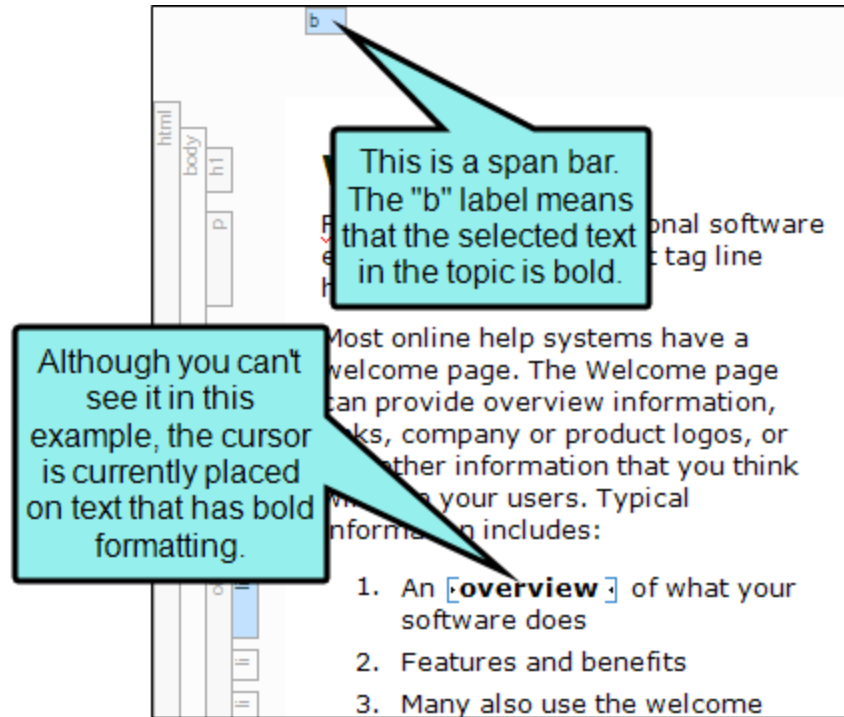 b
html
body
h1
p
This is a span bar.
The "b" label means
that the selected text
in the topic is bold.
onal software
tag line
Most online help systems have a
welcome page. The Welcome page
can provide overview information,
company or product logos, or
other information that you think
your users. Typical
information includes:
Although you can't
see it in this
example, the cursor
is currently placed
on text that has bold
formatting.
li
1. An [overview] of what your
software does
li
2. Features and benefits
li
3. Many also use the welcome